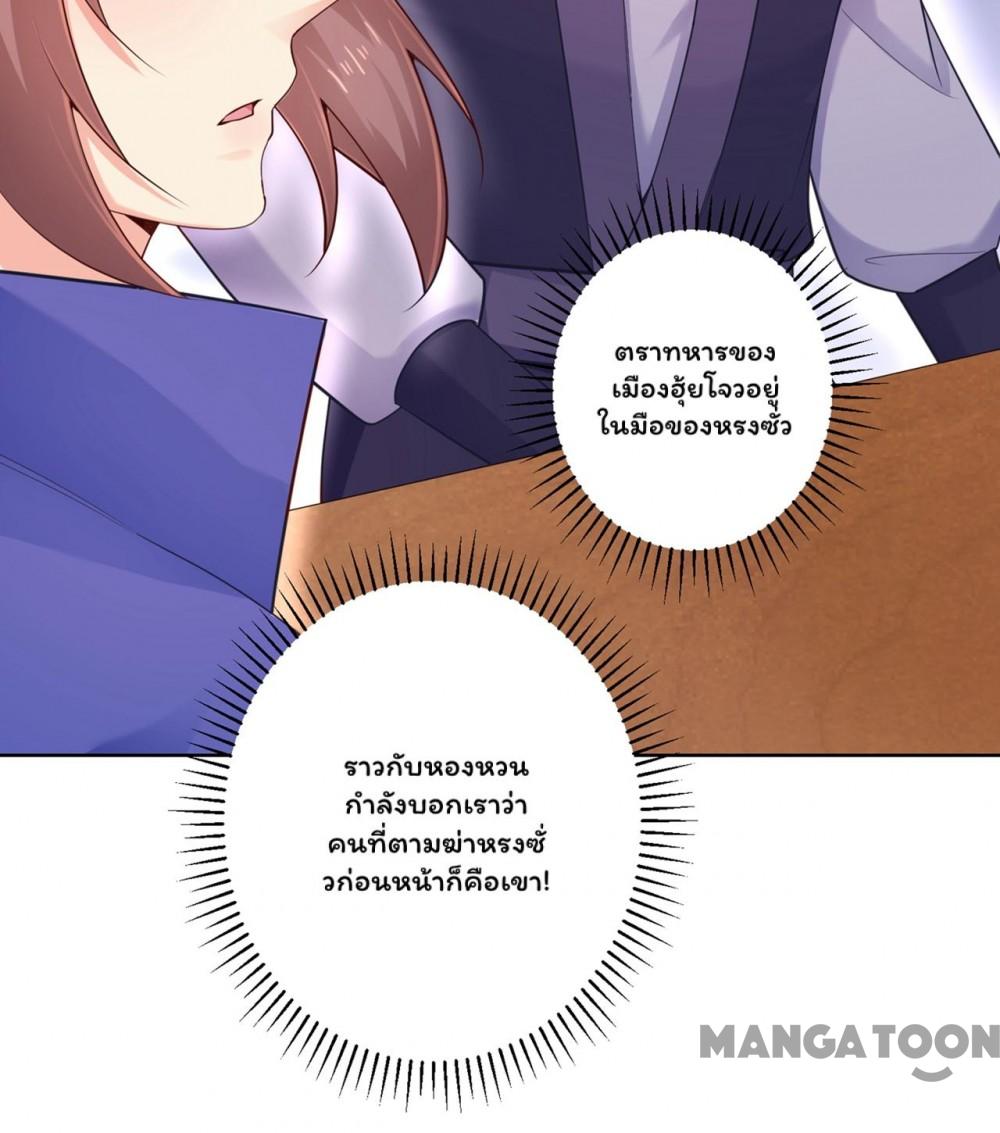 ตราทหารของ
เมืองฮุ้ยโจวอยู่
ในมือของหรงซั่ว
ราวกับหองหวน
กำลังบอกเราว่า
คนที่ตามฆ่าหรงซั่
วก่อนหน้าก็คือเขา!
MANGATOON